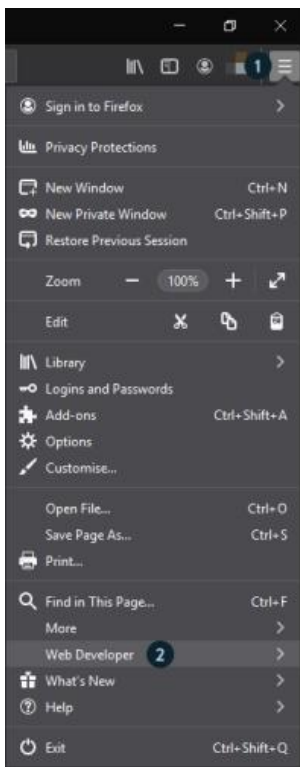 1
Sign in to Firefox
Privacy Protections
New Window Ctrl+N
New Private Window Ctrl+Shift+P
Restore Previous Session
Zoom 100%
Edit
Library
Logins and Passwords
Add-ons Ctrl+Shift+A
Options
Customise...
Open File... Ctrl+O
Save Page As... Ctrl+S
Print...
Find in This Page... Ctrl+F
More
Web Developer 2
What's New
Help
Exit Ctrl+Shift+Q